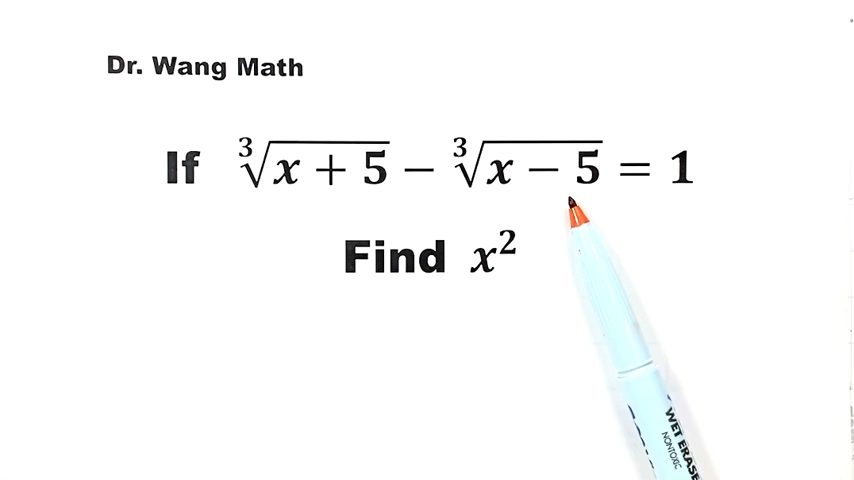 Dr. Wang Math
If ∛(x + 5) − ∛(x − 5) = 1
Find x²
WET ERASE
NONTOXIC